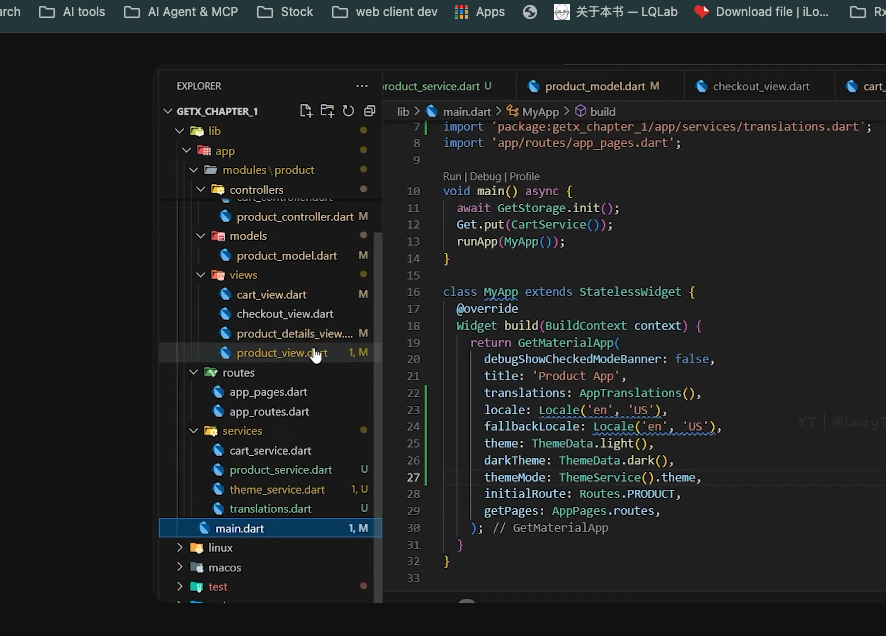 arch AI tools AI Agent & MCP Stock web client dev Apps 关于本书 — LQLab Download file | iLo... Rx
EXPLORER ...
GETX_CHAPTER_1
lib
app
modules \ product
controllers
cart_controller.dart
product_controller.dart M
models
product_model.dart M
views
cart_view.dart M
checkout_view.dart
product_details_view.... M
product_view.dart 1, M
routes
app_pages.dart
app_routes.dart
services
cart_service.dart
product_service.dart U
theme_service.dart 1, U
translations.dart U
main.dart 1, M
linux
macos
test
product_service.dart U product_model.dart M checkout_view.dart cart_
lib > main.dart > MyApp > build
7 import 'package:getx_chapter_1/app/services/translations.dart';
8 import 'app/routes/app_pages.dart';
9
Run | Debug | Profile
10 void main() async {
11 await GetStorage.init();
12 Get.put(CartService());
13 runApp(MyApp());
14 }
15
16 class MyApp extends StatelessWidget {
17 @override
18 Widget build(BuildContext context) {
19 return GetMaterialApp(
20 debugShowCheckedModeBanner: false,
21 title: 'Product App',
22 translations: AppTranslations(),
23 locale: Locale('en', 'US'),
24 fallbackLocale: Locale('en', 'US'),
25 theme: ThemeData.light(),
26 darkTheme: ThemeData.dark(),
27 themeMode: ThemeService().theme,
28 initialRoute: Routes.PRODUCT,
29 getPages: AppPages.routes,
30 ); // GetMaterialApp
31 }
32 }
33
YT | @LazyT